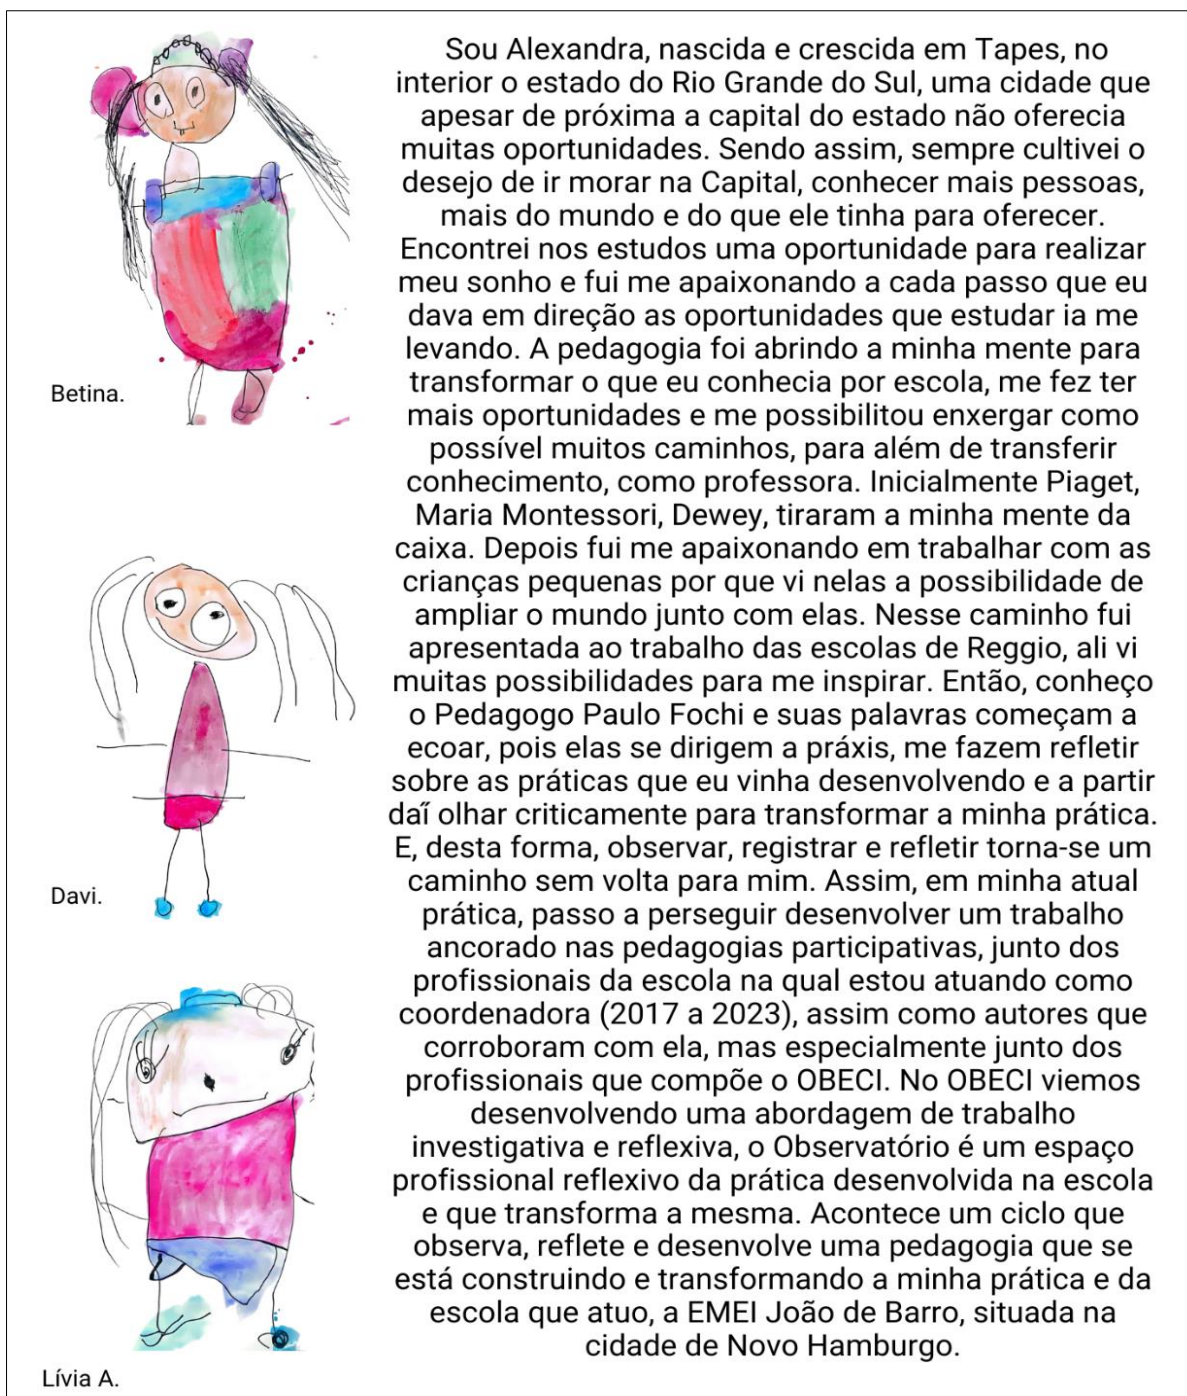 Sou Alexandra, nascida e crescida em Tapes, no
interior o estado do Rio Grande do Sul, uma cidade que
apesar de próxima a capital do estado não oferecia
muitas oportunidades. Sendo assim, sempre cultivei o
desejo de ir morar na Capital, conhecer mais pessoas,
mais do mundo e do que ele tinha para oferecer.
Encontrei nos estudos uma oportunidade para realizar
meu sonho e fui me apaixonando a cada passo que eu
dava em direção as oportunidades que estudar ia me
levando. A pedagogia foi abrindo a minha mente para
transformar o que eu conhecia por escola, me fez ter
mais oportunidades e me possibilitou enxergar como
possível muitos caminhos, para além de transferir
conhecimento, como professora. Inicialmente Piaget,
Maria Montessori, Dewey, tiraram a minha mente da
caixa. Depois fui me apaixonando em trabalhar com as
crianças pequenas por que vi nelas a possibilidade de
ampliar o mundo junto com elas. Nesse caminho fui
apresentada ao trabalho das escolas de Reggio, ali vi
muitas possibilidades para me inspirar. Então, conheço
o Pedagogo Paulo Fochi e suas palavras começam a
ecoar, pois elas se dirigem a práxis, me fazem refletir
sobre as práticas que eu vinha desenvolvendo e a partir
daí olhar criticamente para transformar a minha prática.
E, desta forma, observar, registrar e refletir torna-se um
caminho sem volta para mim. Assim, em minha atual
prática, passo a perseguir desenvolver um trabalho
ancorado nas pedagogias participativas, junto dos
profissionais da escola na qual estou atuando como
coordenadora (2017 a 2023), assim como autores que
corroboram com ela, mas especialmente junto dos
profissionais que compõe o OBECI. No OBECI viemos
desenvolvendo uma abordagem de trabalho
investigativa e reflexiva, o Observatório é um espaço
profissional reflexivo da prática desenvolvida na escola
e que transforma a mesma. Acontece um ciclo que
observa, reflete e desenvolve uma pedagogia que se
está construindo e transformando a minha prática e da
escola que atuo, a EMEI João de Barro, situada na
cidade de Novo Hamburgo.
Betina.
Davi.
Lívia A.